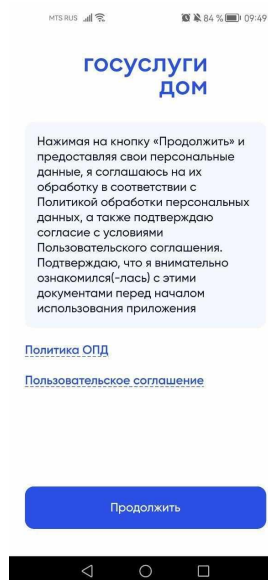 MTS RUS 84 % 09:49
госуслуги
дом
Нажимая на кнопку «Продолжить» и
предоставляя свои персональные
данные, я соглашаюсь на их
обработку в соответствии с
Политикой обработки персональных
данных, а также подтверждаю
согласие с условиями
Пользовательского соглашения.
Подтверждаю, что я внимательно
ознакомился(-лась) с этими
документами перед началом
использования приложения
Политика ОПД
Пользовательское соглашение
Продолжить